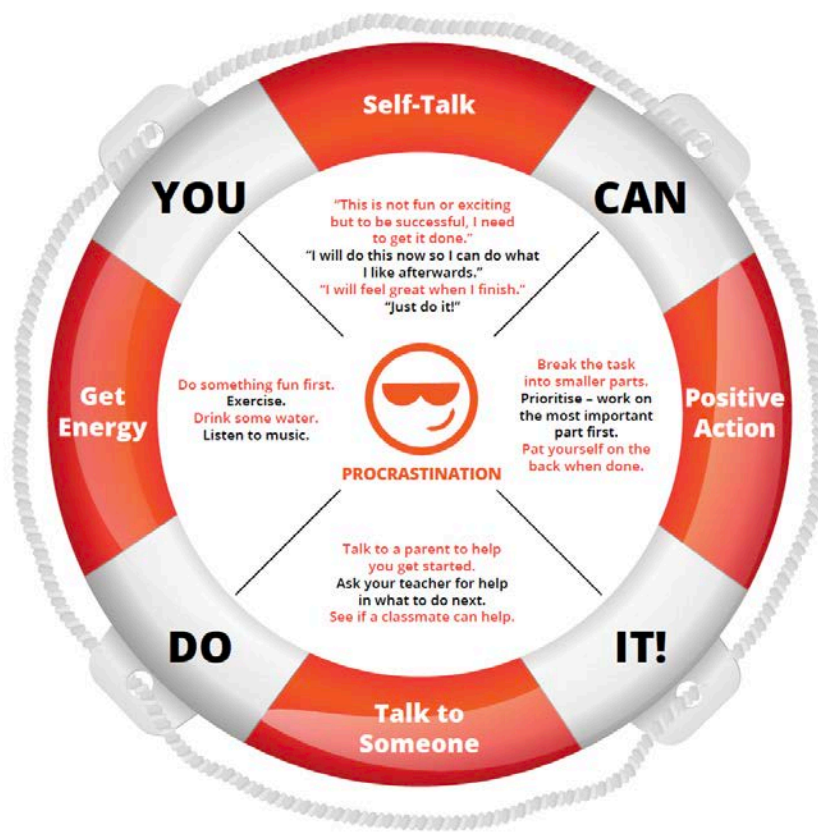 Self-Talk
YOU
CAN
“This is not fun or exciting
but to be successful, I need
to get it done.”
“I will do this now so I can do what
I like afterwards.”
“I will feel great when I finish.”
“Just do it!”
Get
Energy
Do something fun first.
Exercise.
Drink some water.
Listen to music.
PROCRASTINATION
Break the task
into smaller parts.
Prioritise – work on
the most important
part first.
Pat yourself on the
back when done.
Positive
Action
Talk to a parent to help
you get started.
Ask your teacher for help
in what to do next.
See if a classmate can help.
DO
IT!
Talk to
Someone